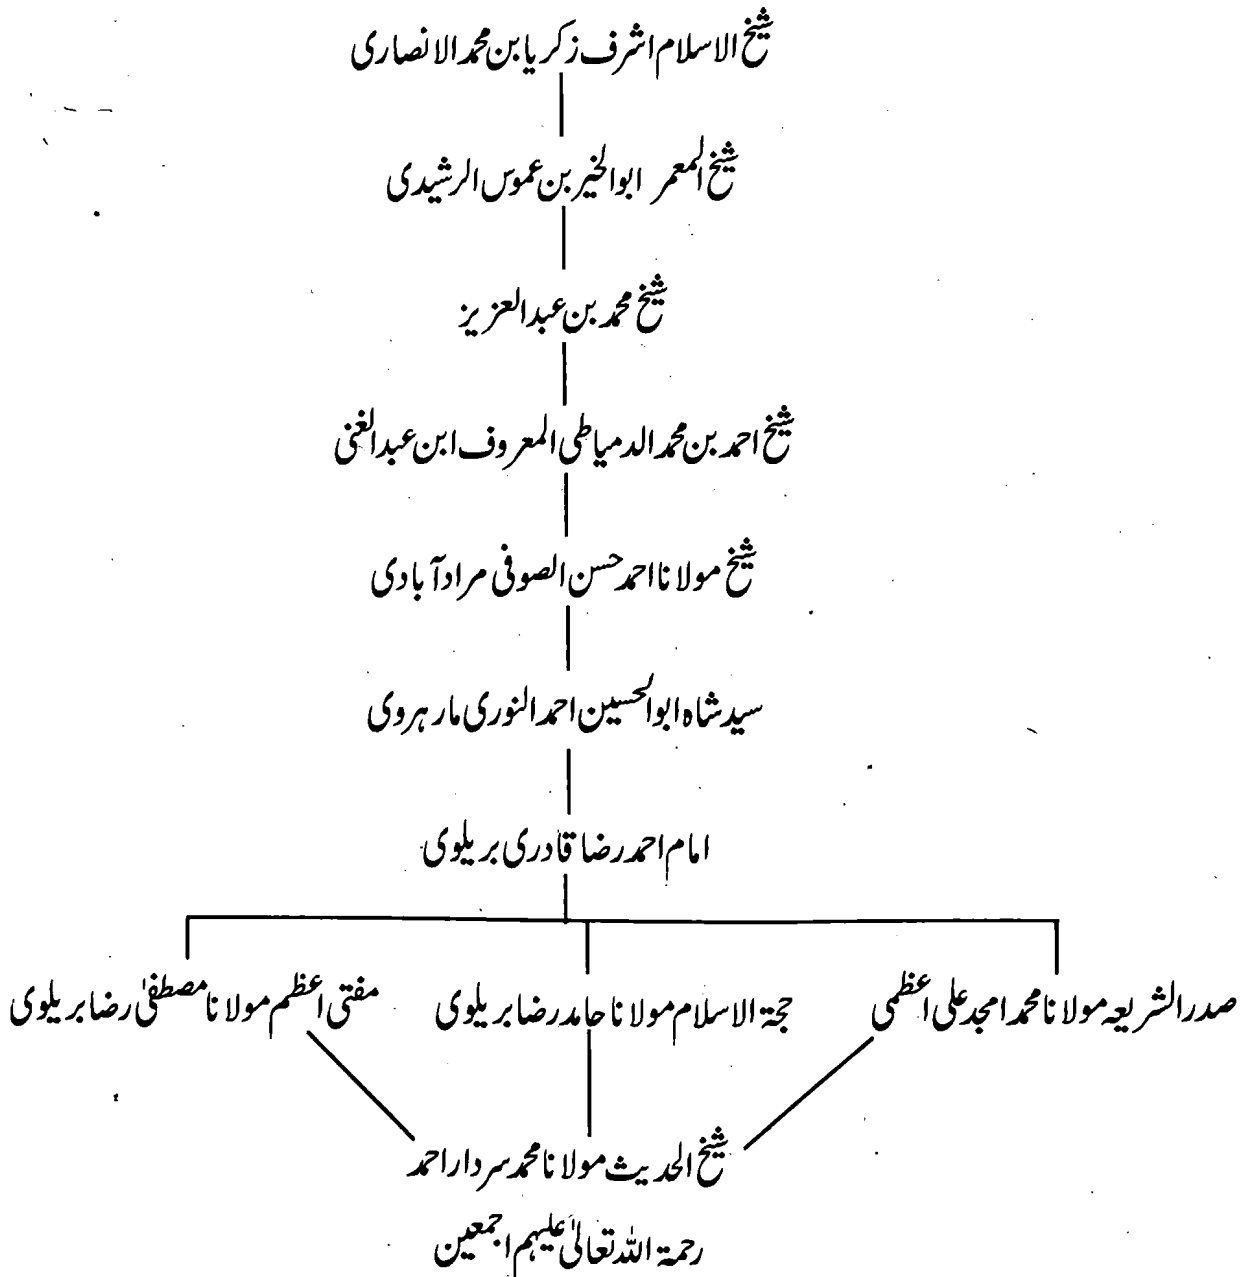 شیخ الاسلام اشرف زکریا بن محمد الانصاری
شیخ المعمر ابوالخیر بن عموس الرشیدی
شیخ محمد بن عبدالعزیز
شیخ احمد بن محمد الدمیاطی المعروف ابن عبدالغنی
شیخ مولانا احمد حسن الصوفی مرادآبادی
سید شاہ ابوالحسین احمد النوری مارہروی
امام احمد رضا قادری بریلوی
صدرالشریعہ مولانا محمد امجد علی اعظمی حجۃ الاسلام مولانا حامد رضا بریلوی مفتی اعظم مولانا مصطفیٰ رضا بریلوی
شیخ الحدیث مولانا محمد سردار احمد
رحمۃ اللہ تعالیٰ علیہم اجمعین